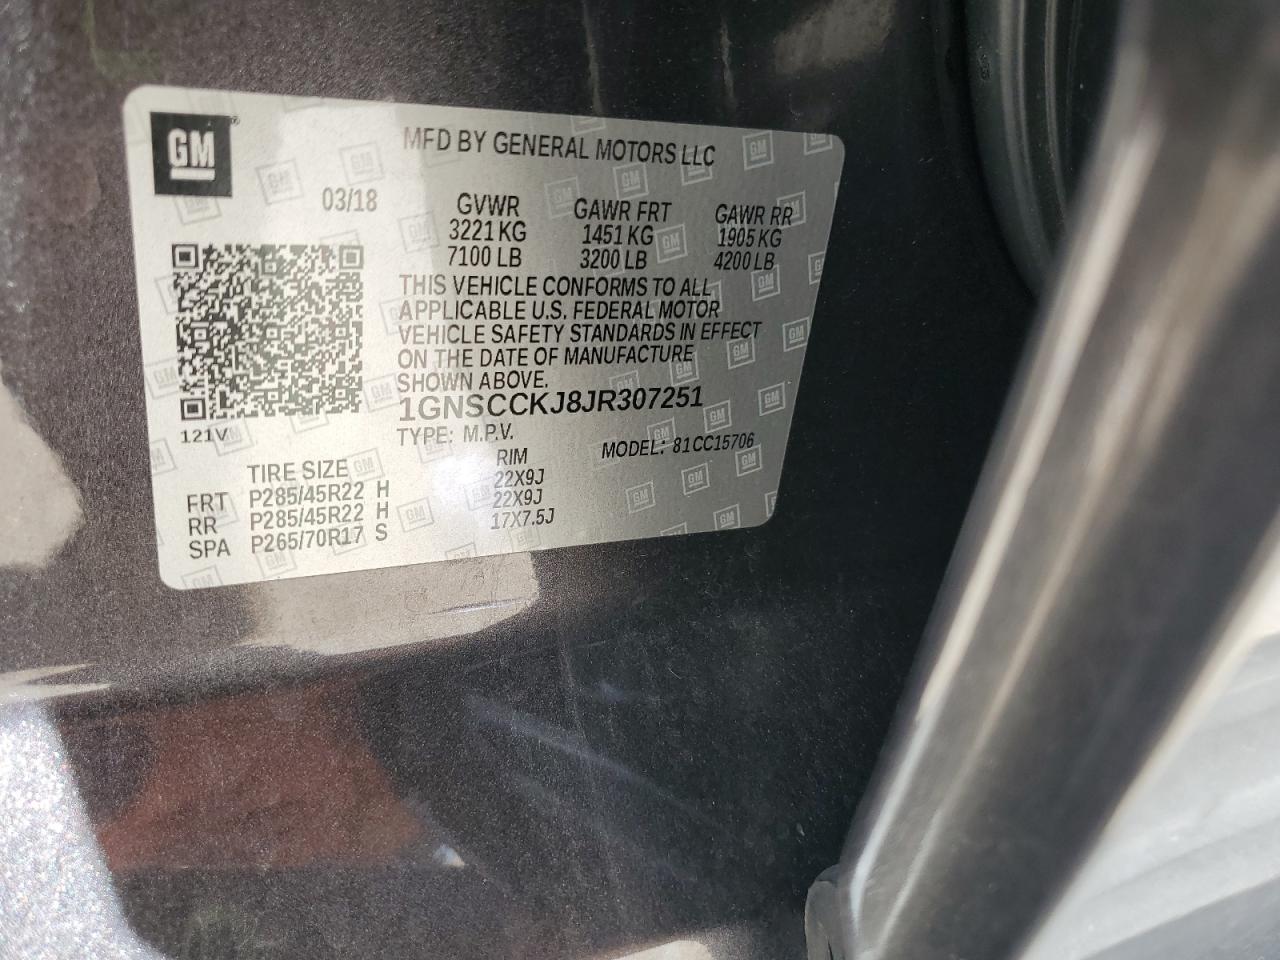 GM
MFD BY GENERAL MOTORS LLC
03/18
GVWR GAWR FRT GAWR RR
3221 KG 1451 KG 1905 KG
7100 LB 3200 LB 4200 LB
THIS VEHICLE CONFORMS TO ALL
APPLICABLE U.S. FEDERAL MOTOR
VEHICLE SAFETY STANDARDS IN EFFECT
ON THE DATE OF MANUFACTURE
SHOWN ABOVE.
1GNSCCKJ8JR307251
121V
TYPE: M.P.V. MODEL: 81CC15706
TIRE SIZE RIM
FRT P285/45R22 H 22X9J
RR P285/45R22 H 22X9J
SPA P265/70R17 S 17X7.5J